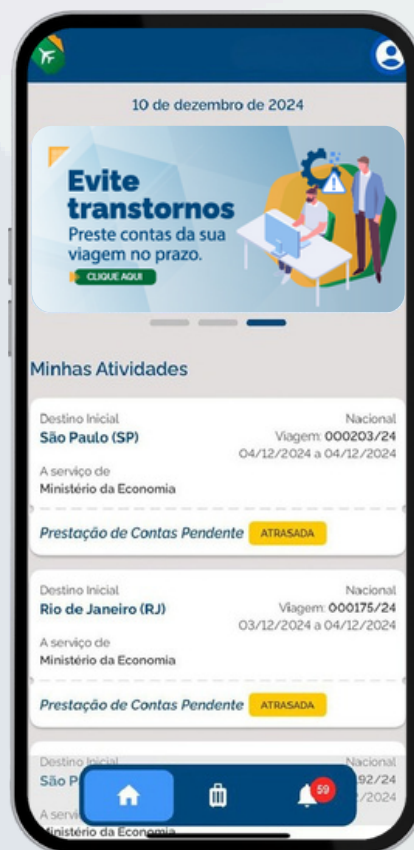 10 de dezembro de 2024
Evite
transtornos
Preste contas da sua
viagem no prazo.
CLIQUE AQUI
Minhas Atividades
Destino Inicial Nacional
São Paulo (SP) Viagem: 000203/24
04/12/2024 a 04/12/2024
A serviço de
Ministério da Economia
Prestação de Contas Pendente ATRASADA
Destino Inicial Nacional
Rio de Janeiro (RJ) Viagem: 000175/24
03/12/2024 a 04/12/2024
A serviço de
Ministério da Economia
Prestação de Contas Pendente ATRASADA
Destino Inicial Nacional
São 92/24
/2024
59
Ministério da Economia